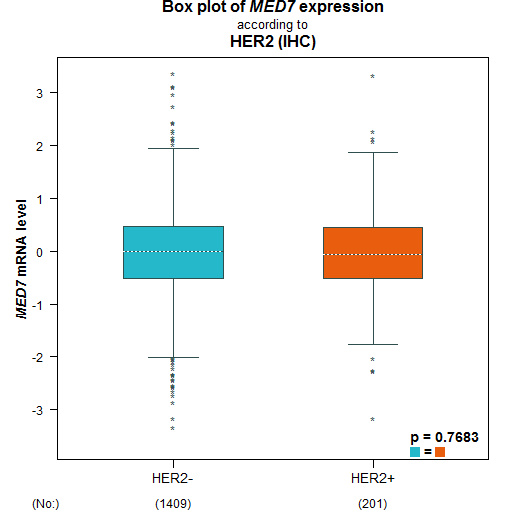 Box plot of MED7 expression
according to
HER2 (IHC)
MED7 mRNA level
3
2
1
0
-1
-2
-3
p = 0.7683
=
HER2-
HER2+
(No:)
(1409)
(201)